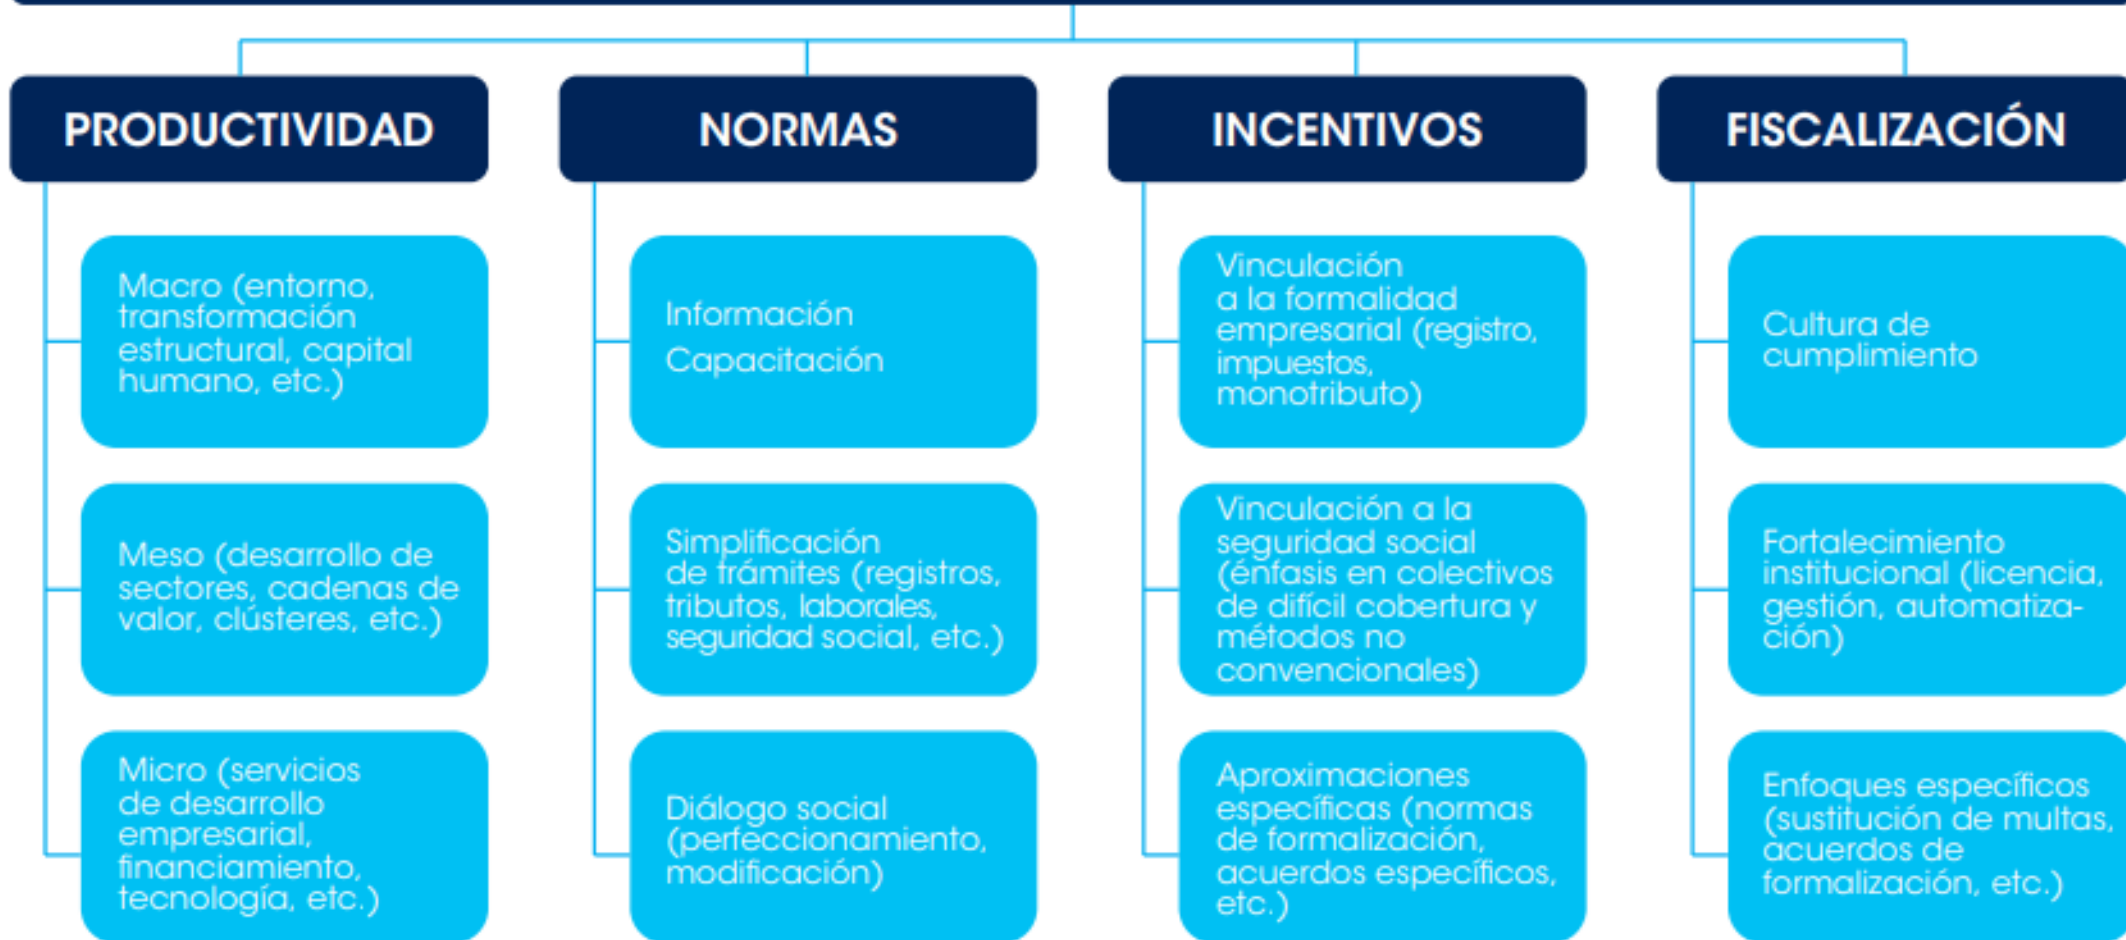 PRODUCTIVIDAD
Macro (entorno,
transformación
estructural, capital
humano, etc.)
Meso (desarrollo de
sectores, cadenas de
valor, clústeres, etc.)
Micro (servicios
de desarrollo
empresarial,
financiamiento,
tecnología, etc.)
NORMAS
Información
Capacitación
Simplificación
de trámites (registros,
tributos, laborales,
seguridad social, etc.)
Diálogo social
(perfeccionamiento,
modificación)
INCENTIVOS
Vinculación
a la formalidad
empresarial (registro,
impuestos,
monotributo)
Vinculación a la
seguridad social
(énfasis en colectivos
de difícil cobertura y
métodos no
convencionales)
Aproximaciones
específicas (normas
de formalización,
acuerdos específicos,
etc.)
FISCALIZACIÓN
Cultura de
cumplimiento
Fortalecimiento
institucional (licencia,
gestión, automatiza-
ción)
Enfoques específicos
(sustitución de multas,
acuerdos de
formalización, etc.)